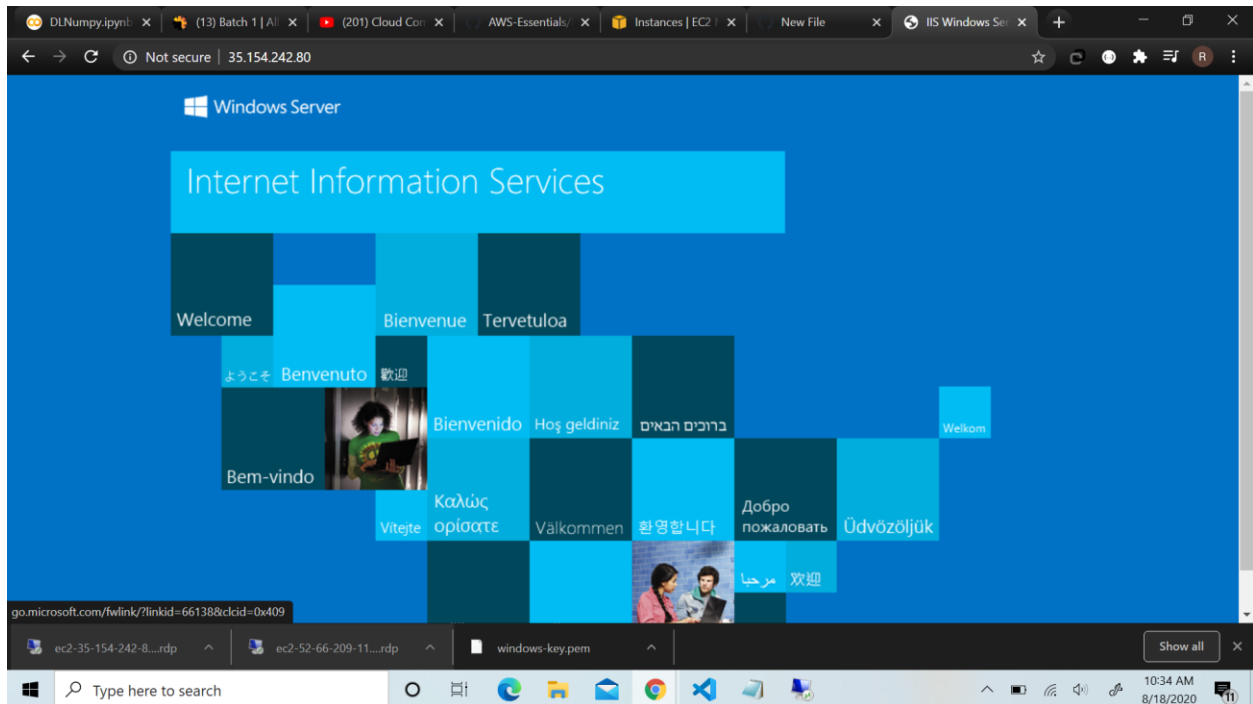 DLNumpy.ipynb
(13) Batch 1 | All
(201) Cloud Com
AWS-Essentials/
Instances | EC2 M
New File
IIS Windows Ser
Not secure | 35.154.242.80
R
Windows Server
Internet Information Services
Welcome
Bienvenue
Tervetuloa
ようこそ
Benvenuto
歡迎
Bienvenido
Hoş geldiniz
ברוכים הבאים
Welkom
Bem-vindo
Vítejte
Καλώς
ορίσατε
Välkommen
환영합니다
Добро
пожаловать
Üdvözöljük
مرحبا
欢迎
go.microsoft.com/fwlink/?linkid=66138&clcid=0x409
ec2-35-154-242-8....rdp
ec2-52-66-209-11....rdp
windows-key.pem
Show all
Type here to search
10:34 AM
8/18/2020
11